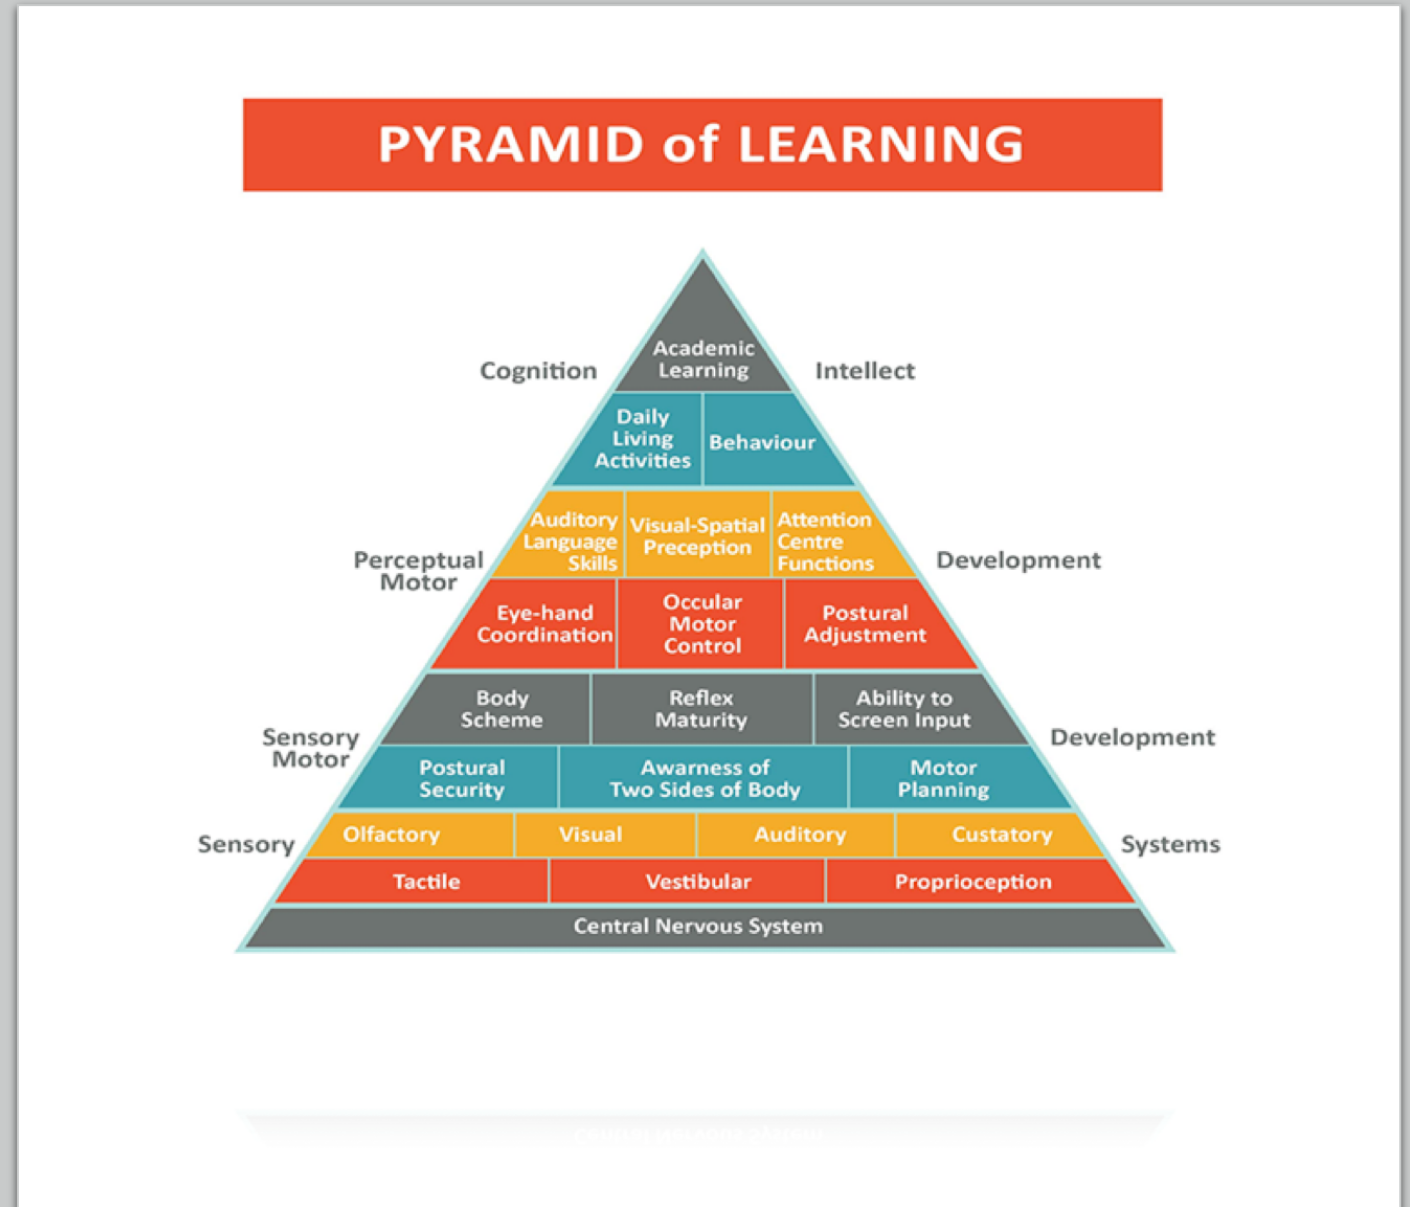 PYRAMID of LEARNING
Academic
Learning
Cognition
Intellect
Daily
Living
Activities
Behaviour
Auditory
Language
Skills
Visual-Spatial
Preception
Attention
Centre
Functions
Perceptual
Motor
Development
Eye-hand
Coordination
Occular
Motor
Control
Postural
Adjustment
Body
Scheme
Reflex
Maturity
Ability to
Screen Input
Sensory
Motor
Development
Postural
Security
Awarness of
Two Sides of Body
Motor
Planning
Sensory
Olfactory
Visual
Auditory
Custatory
Systems
Tactile
Vestibular
Proprioception
Central Nervous System